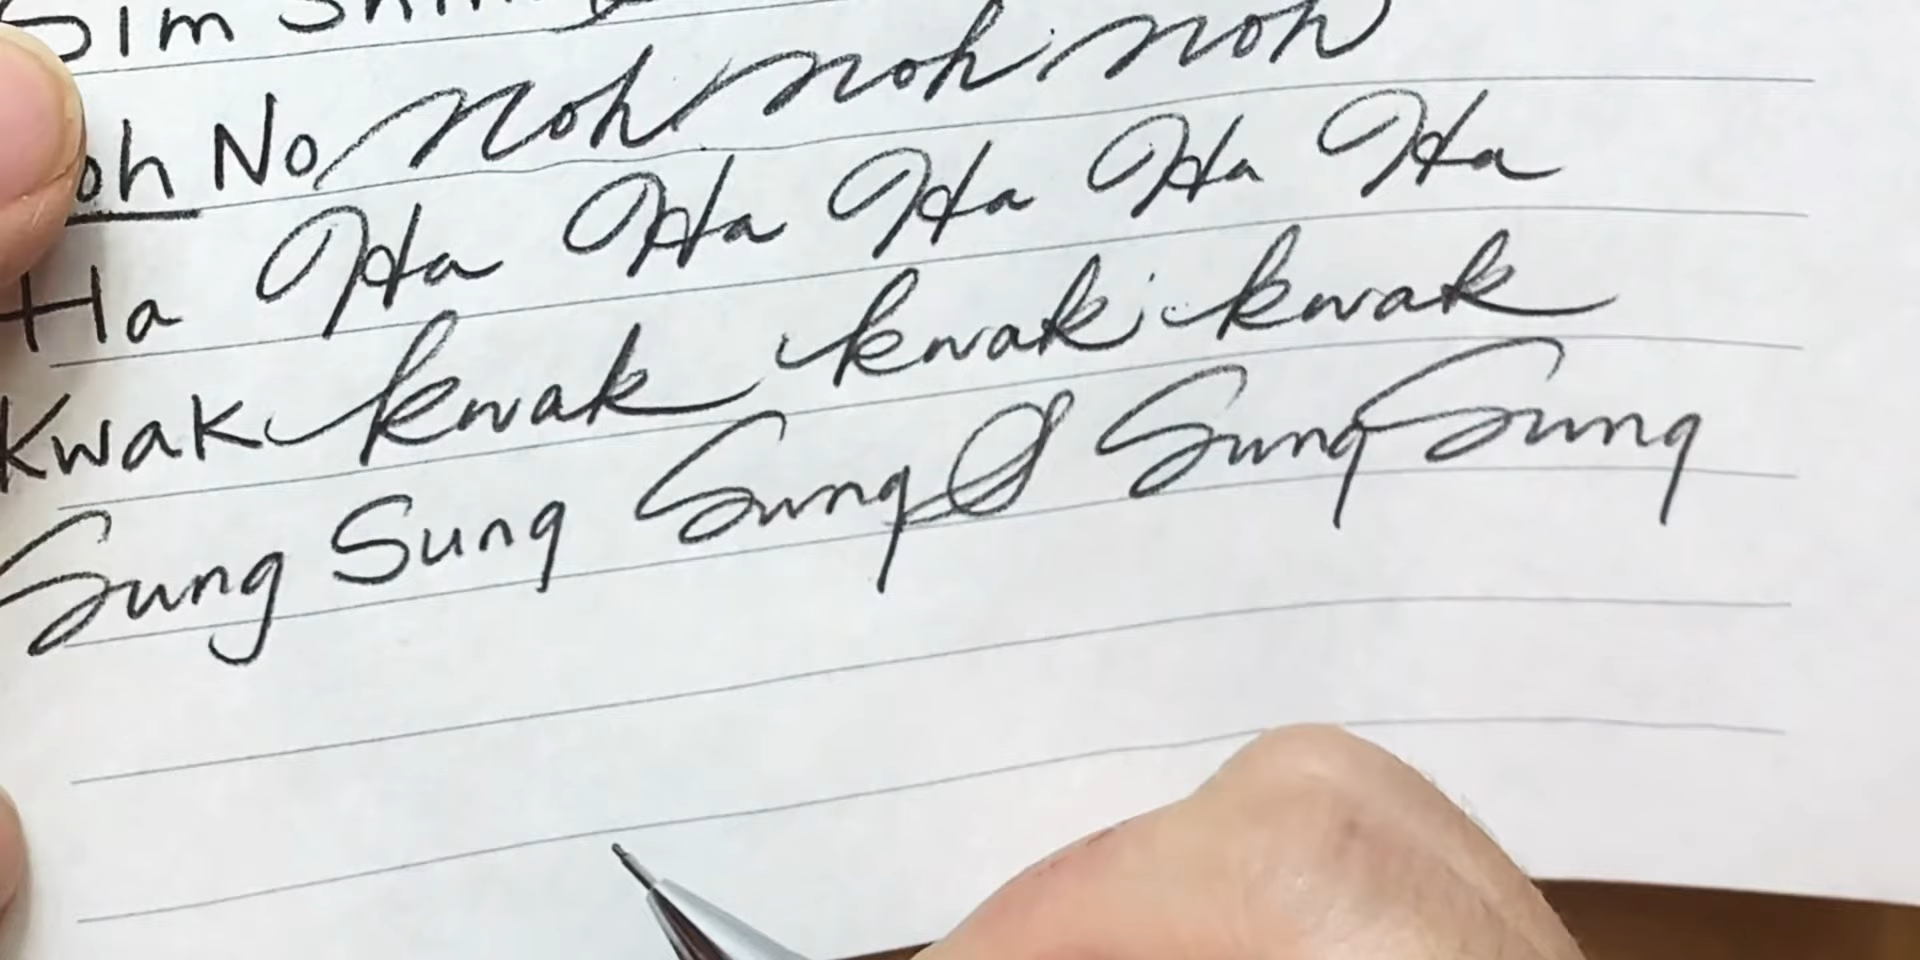 Sim
oh No noh noh noh
Ha Ha Ha Ha Ha Ha
Kwak kwak kwak kwak
Sung Sung Sung S Sung Sung